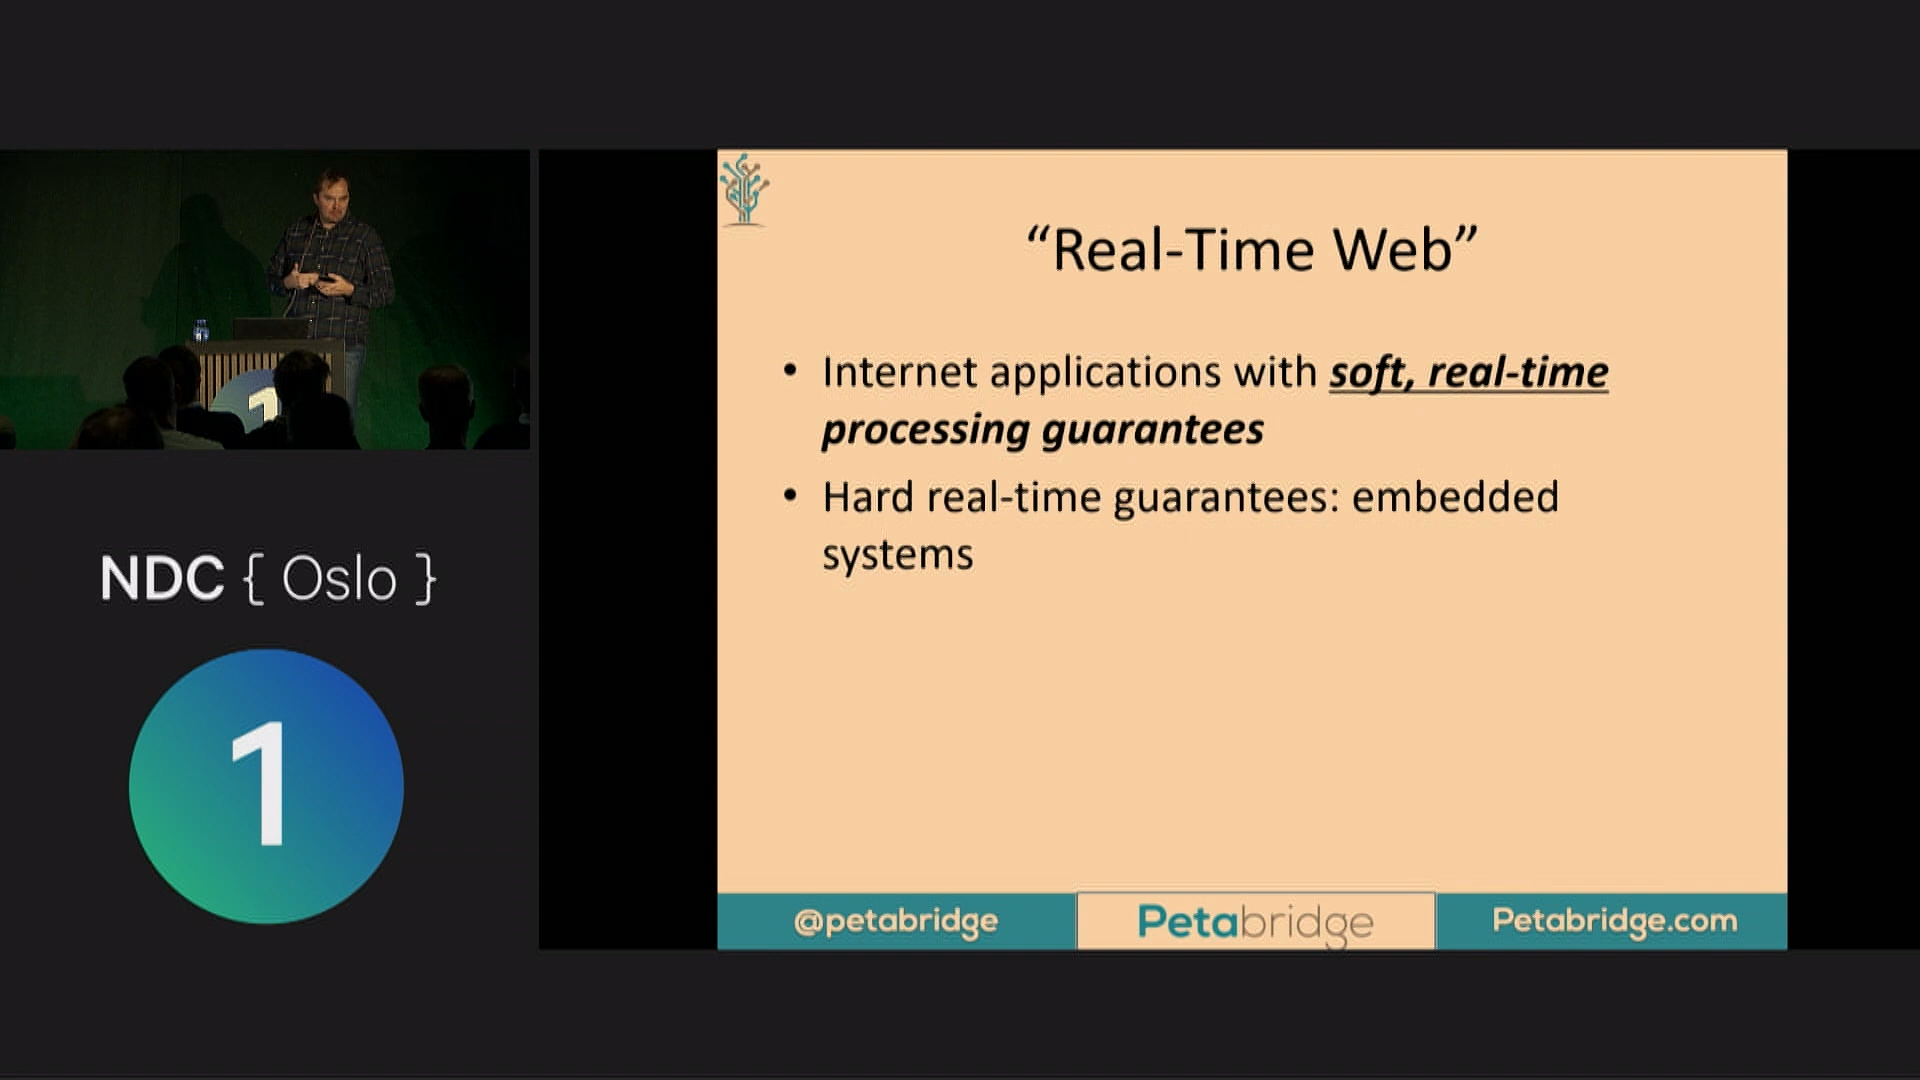 NDC { Oslo }
1
1
“Real-Time Web”
• Internet applications with soft, real-time
processing guarantees
• Hard real-time guarantees: embedded
systems
@petabridge
Petabridge
Petabridge.com